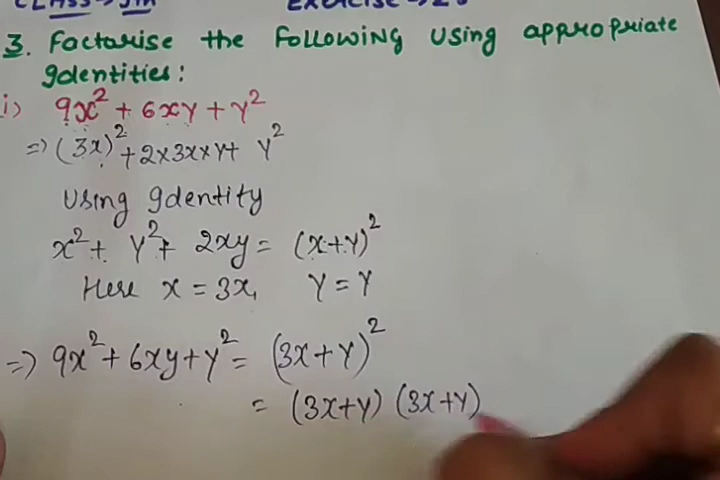 3. Factorise the following using appropriate
Identities:
i) 9x² + 6xy + y²
=> (3x)² + 2×3x×y + y²
Using Identity
x² + y² + 2xy = (x+y)²
Here x = 3x, y = y
=> 9x² + 6xy + y² = (3x+y)²
= (3x+y) (3x+y)